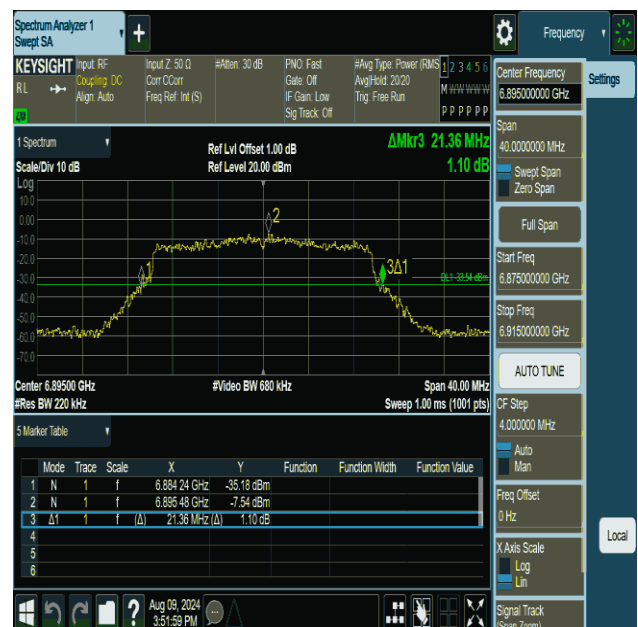 Spectrum Analyzer 1
Swept SA
+
Frequency
KEYSIGHT Input: RF Input Z: 50 Ω #Atten: 30 dB PNO: Fast #Avg Type: Power (RMS 1 2 3 4 5 6
RL Coupling: DC Corr CCorr Gate: Off Avg|Hold: 20/20 M W W W W W
Align: Auto Freq Ref: Int (S) IF Gain: Low Trig: Free Run
Sig Track: Off P P P P P P
1 Spectrum
Ref Lvl Offset 1.00 dB ΔMkr3 21.36 MHz
Scale/Div 10 dB Ref Level 20.00 dBm 1.10 dB
Log
10.0
0.00
-10.0
-20.0
-30.0
-40.0
-50.0
-60.0
-70.0
1
2
3Δ1
DL1 -33.54 dBm
Center 6.89500 GHz #Video BW 680 kHz Span 40.00 MHz
#Res BW 220 kHz Sweep 1.00 ms (1001 pts)
5 Marker Table
Mode Trace Scale X Y Function Function Width Function Value
1 N 1 f 6.884 24 GHz -35.18 dBm
2 N 1 f 6.895 48 GHz -7.54 dBm
3 Δ1 1 f (Δ) 21.36 MHz (Δ) 1.10 dB
4
5
6
?
Aug 09, 2024
3:51:59 PM
Center Frequency
6.895000000 GHz
Span
40.0000000 MHz
Swept Span
Zero Span
Full Span
Start Freq
6.875000000 GHz
Stop Freq
6.915000000 GHz
AUTO TUNE
CF Step
4.000000 MHz
Auto
Man
Freq Offset
0 Hz
X Axis Scale
Log
Lin
Signal Track
(Span Zoom)
Settings
Local